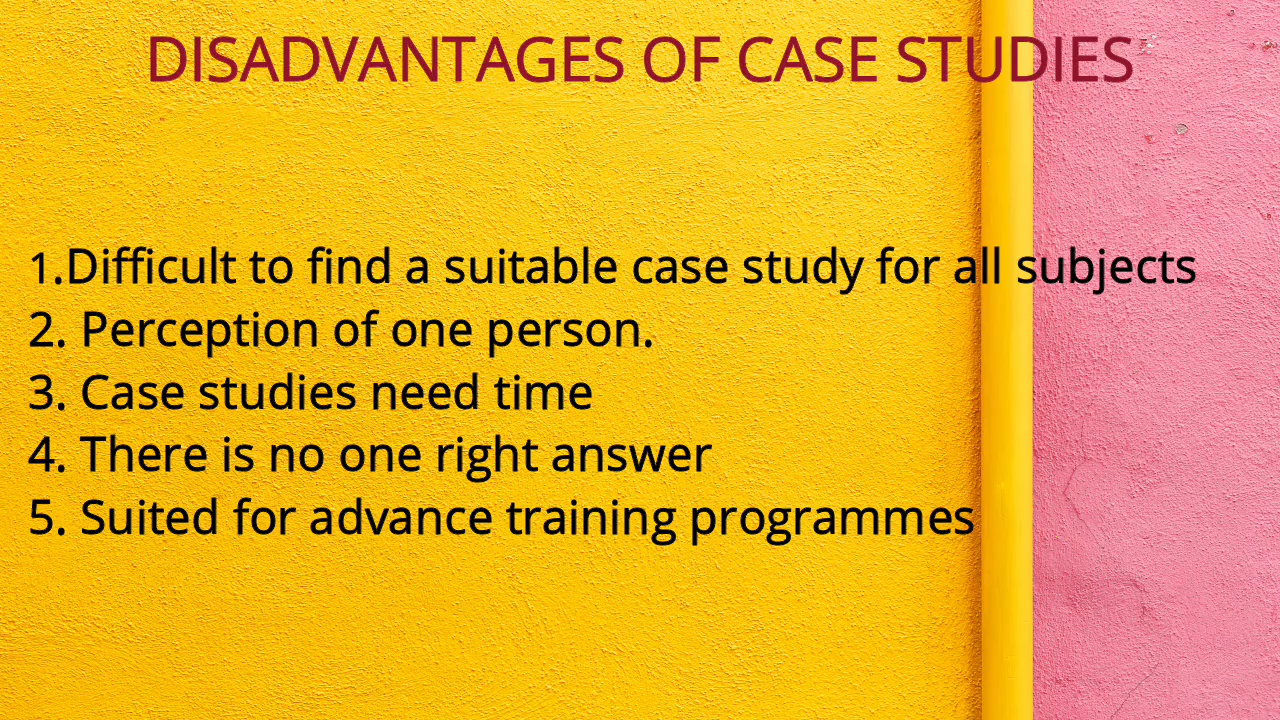 DISADVANTAGES OF CASE STUDIES
1.Difficult to find a suitable case study for all subjects
2. Perception of one person.
3. Case studies need time
4. There is no one right answer
5. Suited for advance training programmes